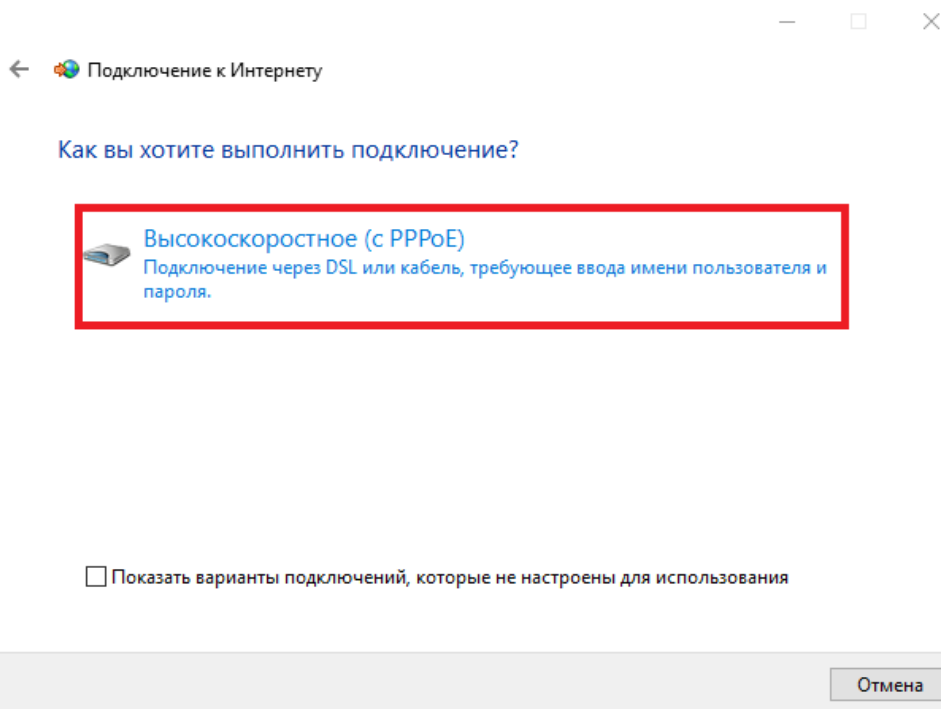 Подключение к Интернету
Как вы хотите выполнить подключение?
Высокоскоростное (с PPPoE)
Подключение через DSL или кабель, требующее ввода имени пользователя и
пароля.
Показать варианты подключений, которые не настроены для использования
Отмена